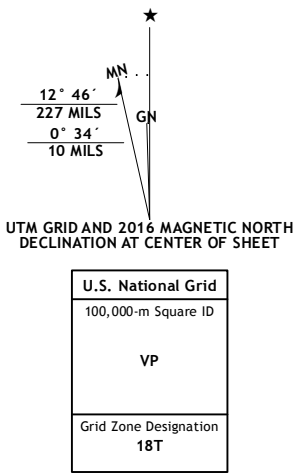 ★
MN
GN
12° 46´
227 MILS
0° 34´
10 MILS
UTM GRID AND 2016 MAGNETIC NORTH
DECLINATION AT CENTER OF SHEET
U.S. National Grid
100,000-m Square ID
VP
Grid Zone Designation
18T